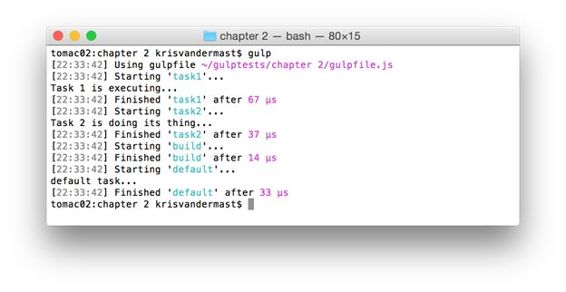 chapter 2 — bash — 80×15
tomac02:chapter 2 krisvandermast$ gulp
[22:33:42] Using gulpfile ~/gulptests/chapter 2/gulpfile.js
[22:33:42] Starting 'task1'...
Task 1 is executing...
[22:33:42] Finished 'task1' after 67 μs
[22:33:42] Starting 'task2'...
Task 2 is doing its thing...
[22:33:42] Finished 'task2' after 37 μs
[22:33:42] Starting 'build'...
[22:33:42] Finished 'build' after 14 μs
[22:33:42] Starting 'default'...
default task...
[22:33:42] Finished 'default' after 33 μs
tomac02:chapter 2 krisvandermast$